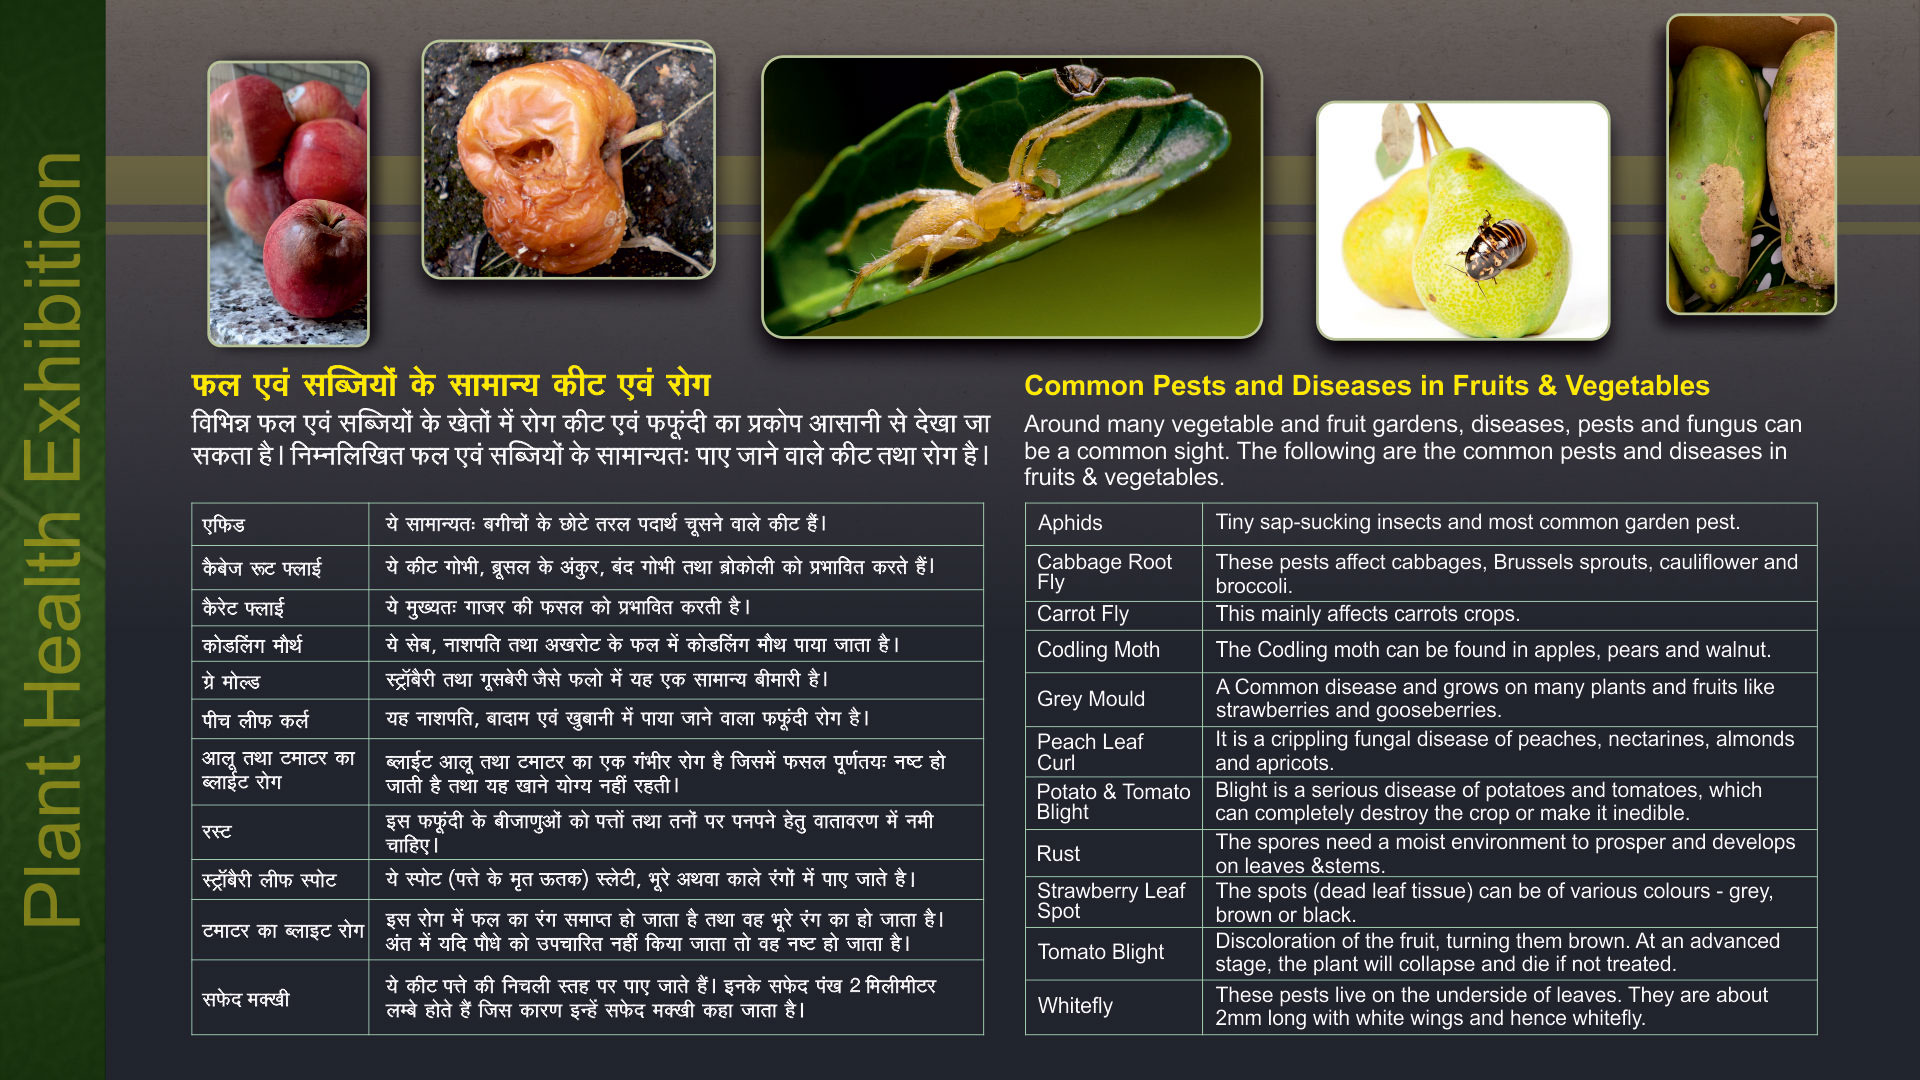 Plant Health Exhibition
फल एवं सब्जियों के सामान्य कीट एवं रोग
विभिन्न फल एवं सब्जियों के खेतों में रोग कीट एवं फफूंदी का प्रकोप आसानी से देखा जा
सकता है। निम्नलिखित फल एवं सब्जियों के सामान्यतः पाए जाने वाले कीट तथा रोग है।
एफिड
ये सामान्यतः बगीचों के छोटे तरल पदार्थ चूसने वाले कीट हैं।
कैबेज रूट फ्लाई
ये कीट गोभी, ब्रूसल के अंकुर, बंद गोभी तथा ब्रोकोली को प्रभावित करते हैं।
कैरेट फ्लाई
ये मुख्यतः गाजर की फसल को प्रभावित करती है।
कोडलिंग मौर्थ
ये सेब, नाशपति तथा अखरोट के फल में कोडलिंग मौथ पाया जाता है।
ग्रे मोल्ड
स्ट्रॉबैरी तथा गूसबेरी जैसे फलो में यह एक सामान्य बीमारी है।
पीच लीफ कर्ल
यह नाशपति, बादाम एवं खुबानी में पाया जाने वाला फफूंदी रोग है।
आलू तथा टमाटर का
ब्लाईट रोग
ब्लाईट आलू तथा टमाटर का एक गंभीर रोग है जिसमें फसल पूर्णतयः नष्ट हो
जाती है तथा यह खाने योग्य नहीं रहती।
रस्ट
इस फफूंदी के बीजाणुओं को पत्तों तथा तनों पर पनपने हेतु वातावरण में नमी
चाहिए।
स्ट्रॉबैरी लीफ स्पोट
ये स्पोट (पत्ते के मृत ऊतक) स्लेटी, भूरे अथवा काले रंगों में पाए जाते है।
टमाटर का ब्लाइट रोग
इस रोग में फल का रंग समाप्त हो जाता है तथा वह भूरे रंग का हो जाता है।
अंत में यदि पौधे को उपचारित नहीं किया जाता तो वह नष्ट हो जाता है।
सफेद मक्खी
ये कीट पत्ते की निचली स्तह पर पाए जाते हैं। इनके सफेद पंख 2 मिलीमीटर
लम्बे होते हैं जिस कारण इन्हें सफेद मक्खी कहा जाता है।
Common Pests and Diseases in Fruits & Vegetables
Around many vegetable and fruit gardens, diseases, pests and fungus can
be a common sight. The following are the common pests and diseases in
fruits & vegetables.
Aphids
Tiny sap-sucking insects and most common garden pest.
Cabbage Root
Fly
These pests affect cabbages, Brussels sprouts, cauliflower and
broccoli.
Carrot Fly
This mainly affects carrots crops.
Codling Moth
The Codling moth can be found in apples, pears and walnut.
Grey Mould
A Common disease and grows on many plants and fruits like
strawberries and gooseberries.
Peach Leaf
Curl
It is a crippling fungal disease of peaches, nectarines, almonds
and apricots.
Potato & Tomato
Blight
Blight is a serious disease of potatoes and tomatoes, which
can completely destroy the crop or make it inedible.
Rust
The spores need a moist environment to prosper and develops
on leaves &stems.
Strawberry Leaf
Spot
The spots (dead leaf tissue) can be of various colours - grey,
brown or black.
Tomato Blight
Discoloration of the fruit, turning them brown. At an advanced
stage, the plant will collapse and die if not treated.
Whitefly
These pests live on the underside of leaves. They are about
2mm long with white wings and hence whitefly.